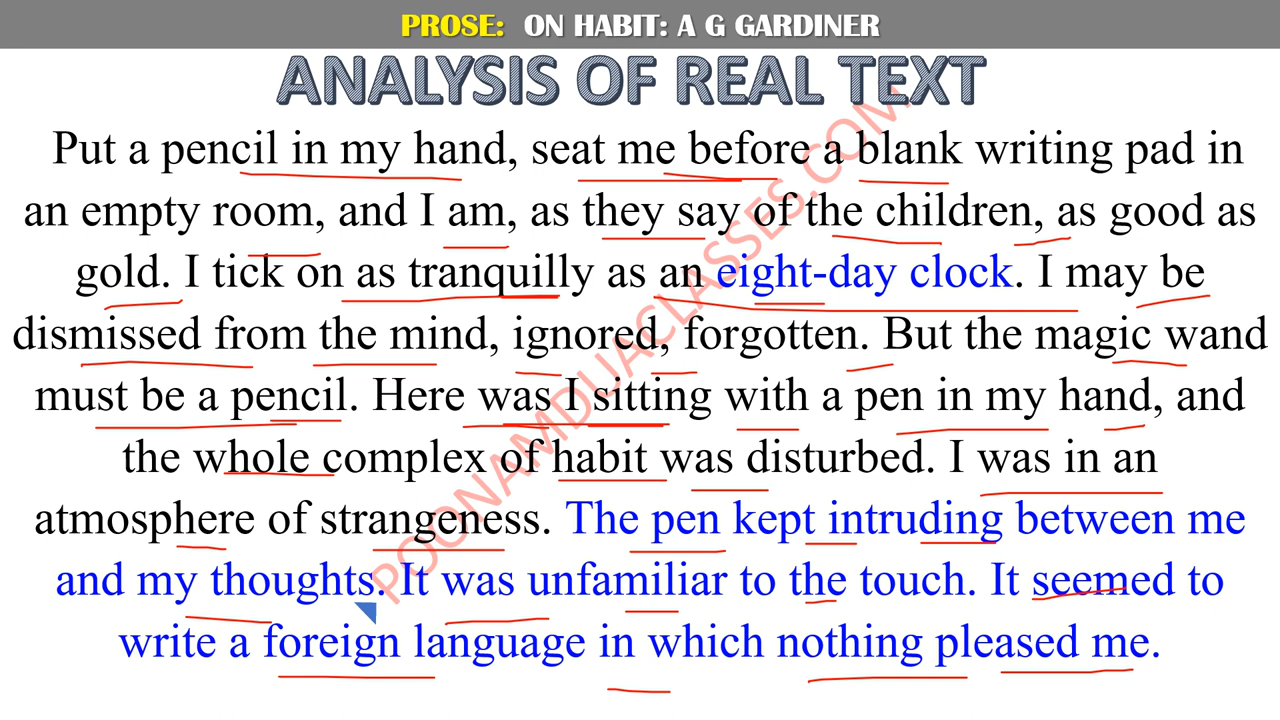 PROSE: ON HABIT: A G GARDINER
ANALYSIS OF REAL TEXT
Put a pencil in my hand, seat me before a blank writing pad in
an empty room, and I am, as they say of the children, as good as
gold. I tick on as tranquilly as an eight-day clock. I may be
dismissed from the mind, ignored, forgotten. But the magic wand
must be a pencil. Here was I sitting with a pen in my hand, and
the whole complex of habit was disturbed. I was in an
atmosphere of strangeness. The pen kept intruding between me
and my thoughts. It was unfamiliar to the touch. It seemed to
write a foreign language in which nothing pleased me.
POONAMDUACLASSES.COM